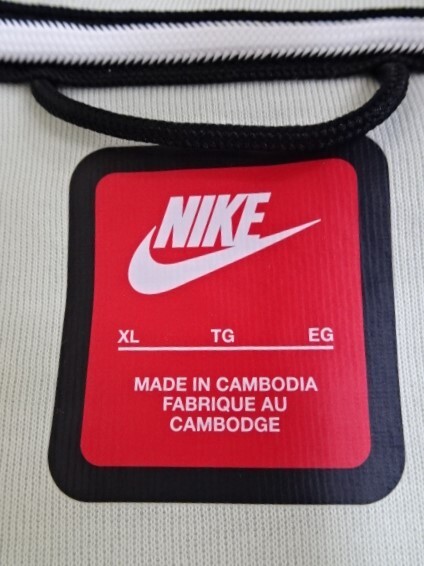 NIKE
XL TG EG
MADE IN CAMBODIA
FABRIQUE AU
CAMBODGE